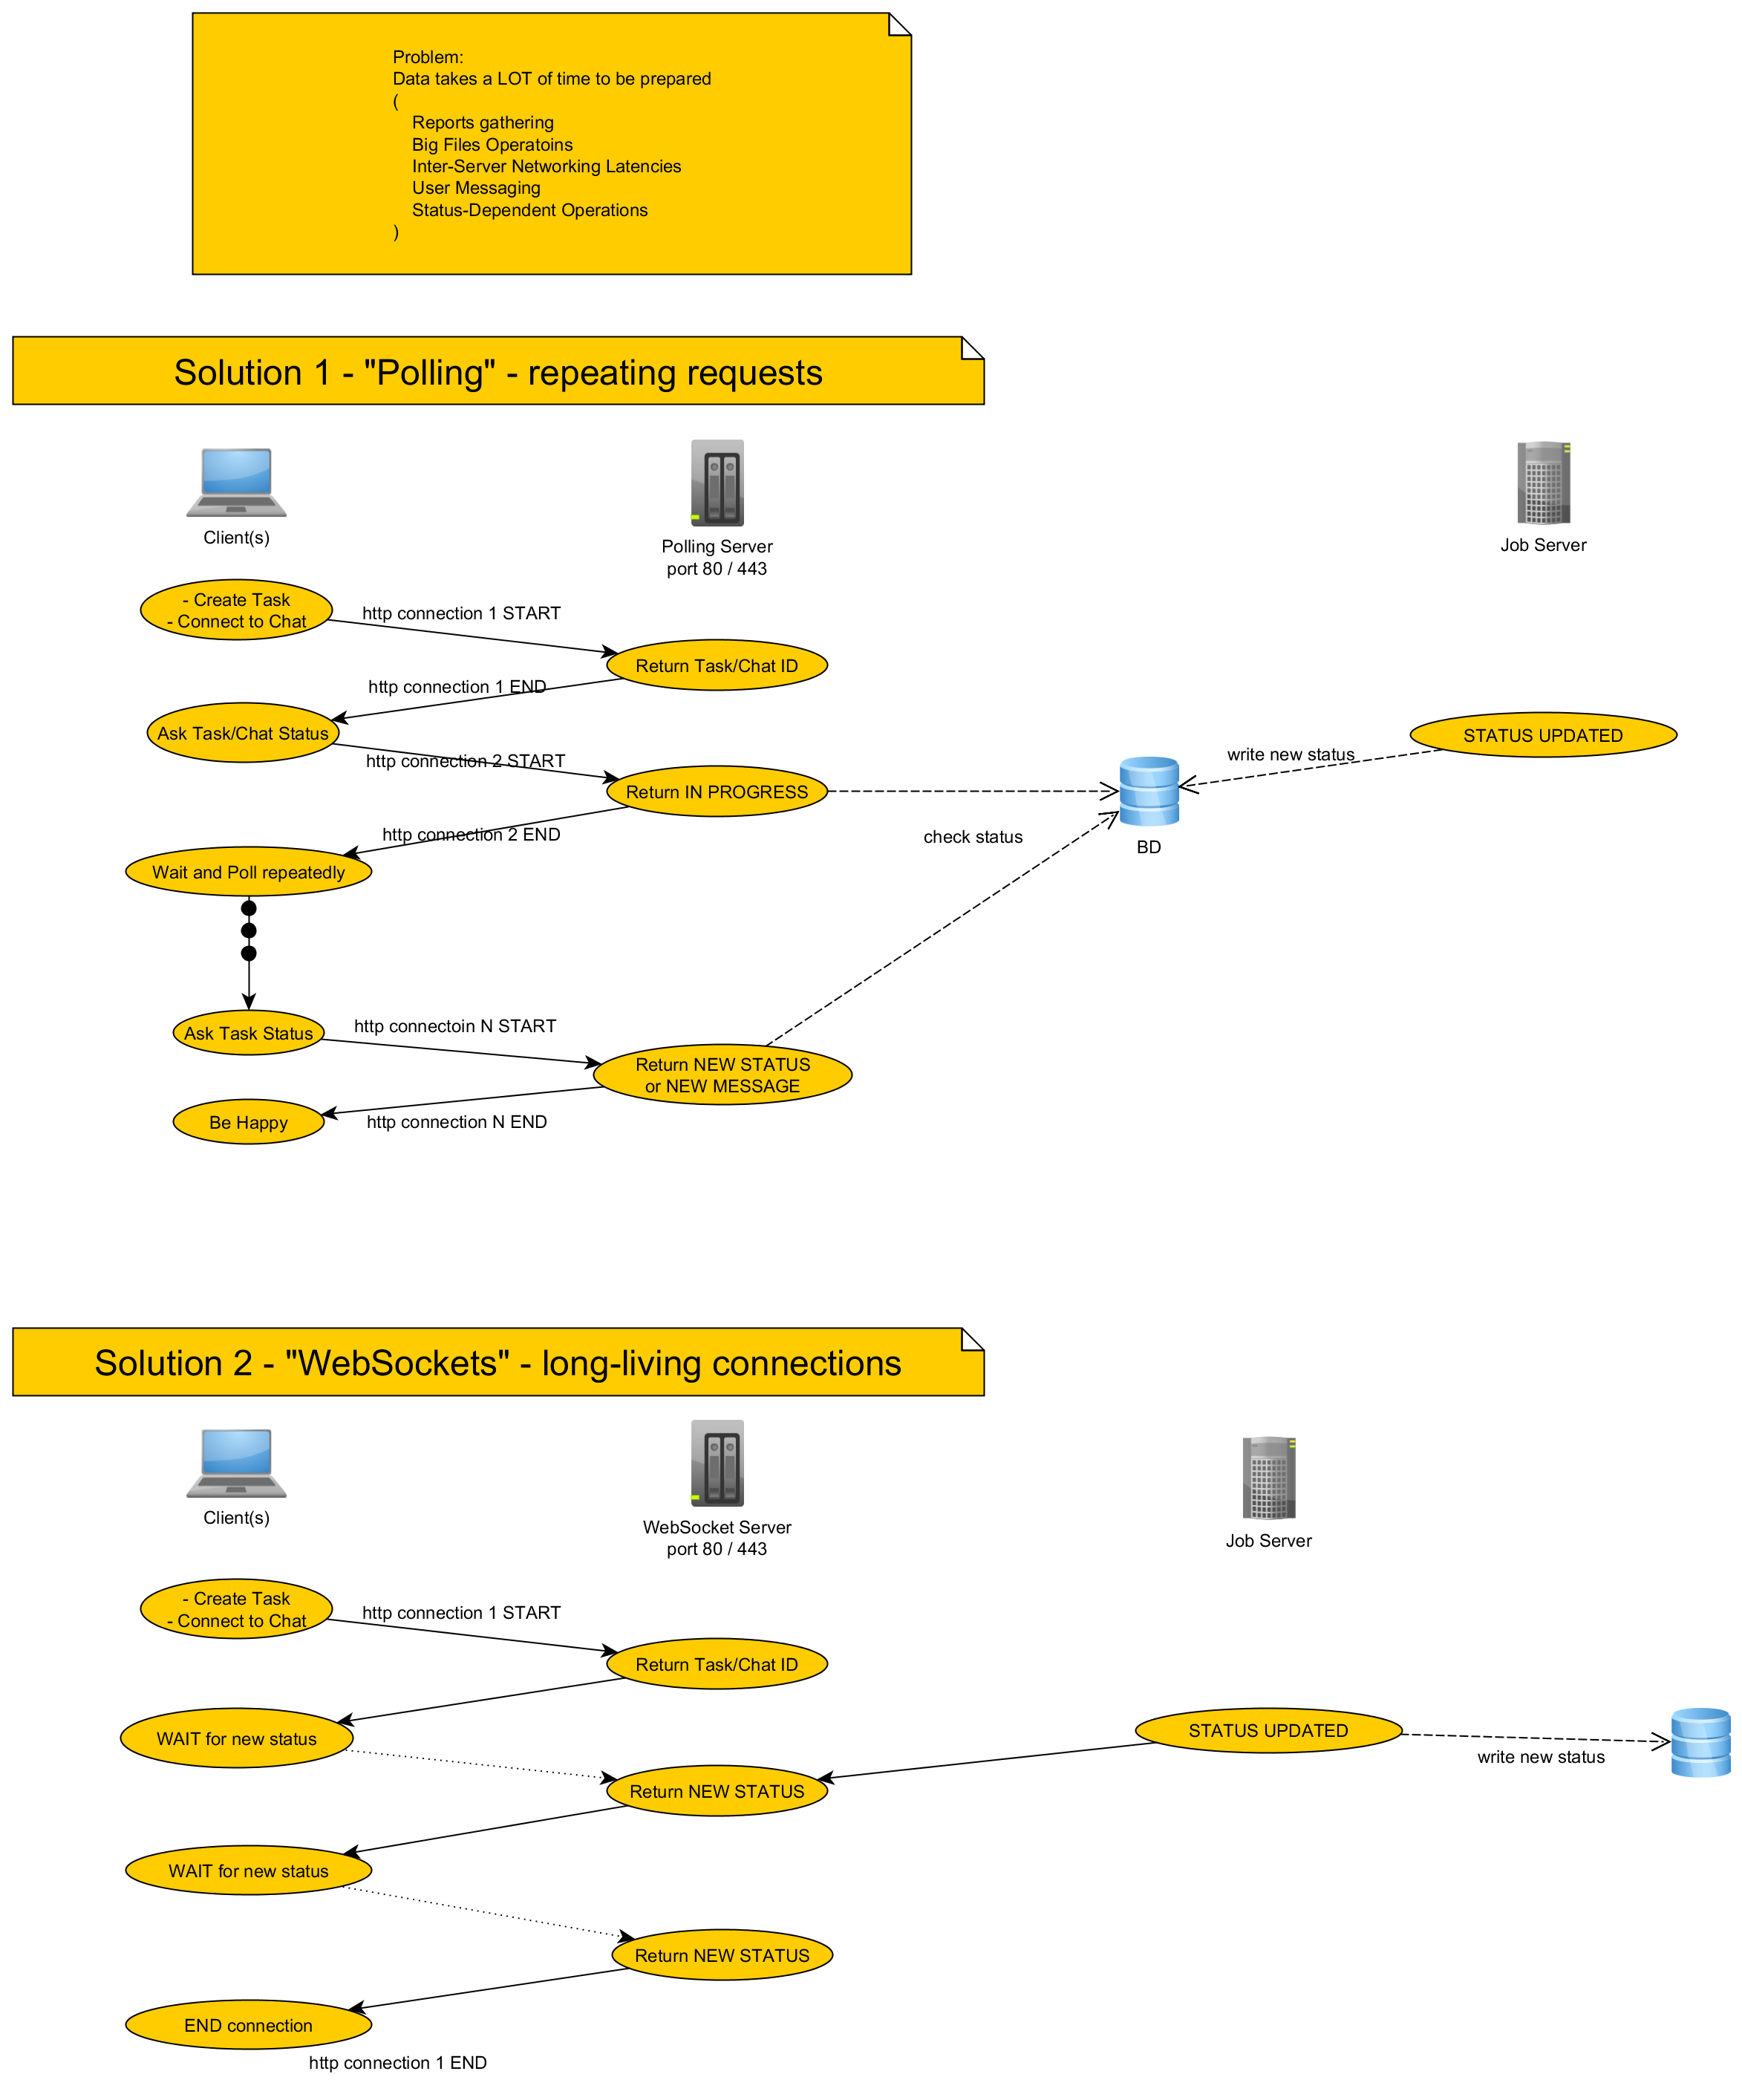 Problem:
Data takes a LOT of time to be prepared
(
Reports gathering
Big Files Operatoins
Inter-Server Networking Latencies
User Messaging
Status-Dependent Operations
)
Solution 1 - "Polling" - repeating requests
Client(s)
Polling Server
port 80 / 443
Job Server
- Create Task
- Connect to Chat
http connection 1 START
Return Task/Chat ID
http connection 1 END
Ask Task/Chat Status
http connection 2 START
Return IN PROGRESS
STATUS UPDATED
write new status
BD
check status
http connection 2 END
Wait and Poll repeatedly
Ask Task Status
http connectoin N START
Return NEW STATUS
or NEW MESSAGE
Be Happy
http connection N END
Solution 2 - "WebSockets" - long-living connections
Client(s)
WebSocket Server
port 80 / 443
Job Server
- Create Task
- Connect to Chat
http connection 1 START
Return Task/Chat ID
WAIT for new status
STATUS UPDATED
write new status
Return NEW STATUS
WAIT for new status
Return NEW STATUS
END connection
http connection 1 END